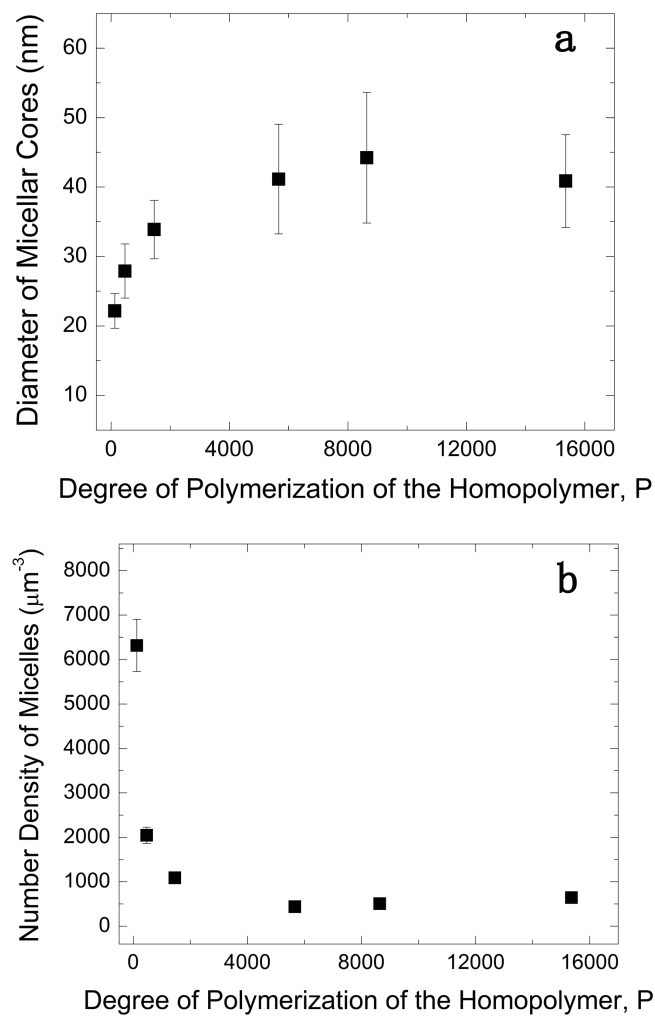 a
Diameter of Micellar Cores (nm)
60
50
40
30
20
10
0 4000 8000 12000 16000
Degree of Polymerization of the Homopolymer, P
b
Number Density of Micelles (μm-3)
8000
7000
6000
5000
4000
3000
2000
1000
0
0 4000 8000 12000 16000
Degree of Polymerization of the Homopolymer, P